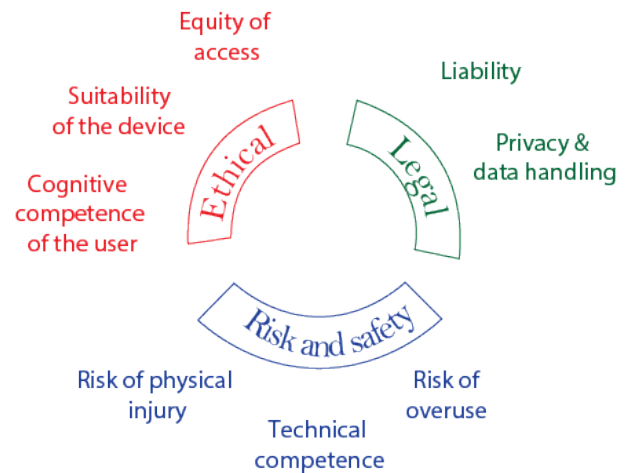 Equity of
access
Suitability
of the device
Cognitive
competence
of the user
Ethical
Liability
Privacy &
data handling
Legal
Risk and safety
Risk of physical
injury
Technical
competence
Risk of
overuse